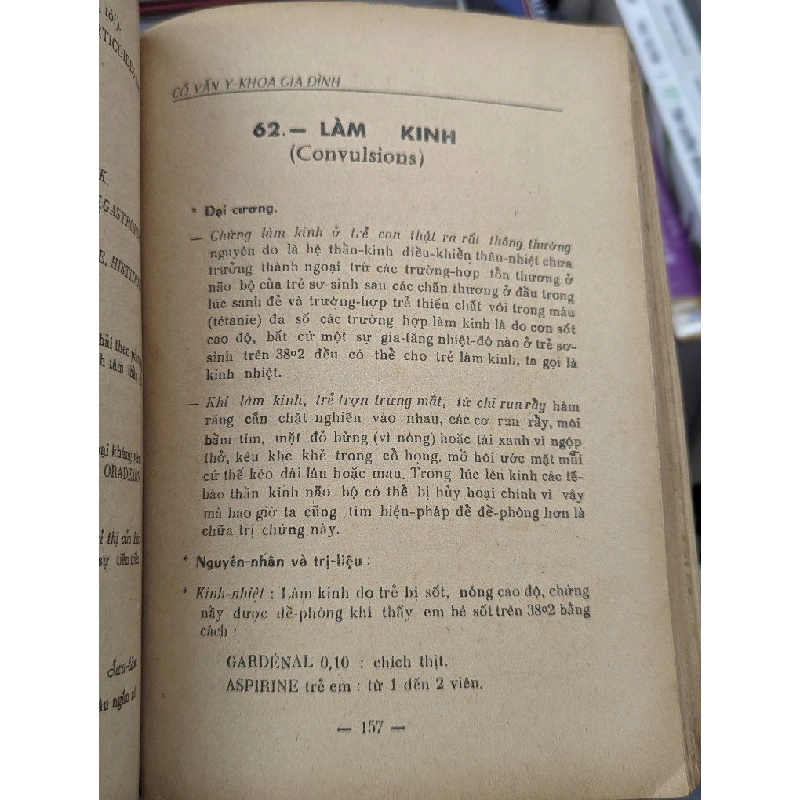 CỐ VẤN Y-KHOA GIA ĐÌNH
62.— LÀM KINH
(Convulsions)
* Đại cương.
— Chứng làm kinh ở trẻ con thật ra rất thông thường
nguyên do là hệ thần-kinh điều-khiển thân-nhiệt chưa
trưởng thành ngoại trừ các trường-hợp tổn thương ở
não bộ của trẻ sơ-sinh sau các chấn thương ở đầu trong
lúc sanh đẻ và trường-hợp trẻ thiếu chất vôi trong máu
(tétanie) đa số các trường hợp làm kinh là do cơn sốt
cao độ, bất cứ một sự gia-tăng nhiệt-độ nào ở trẻ sơ-
sinh trên 38o2 đến có thể cho trẻ làm kinh, ta gọi là
kinh nhiệt.
— Khi làm kinh, trẻ trợn trừng mắt, tứ chi run rẩy hàm
răng cắn chặt nghiến vào nhau, các cơ run rẩy, môi
bầm tím, mặt đỏ bừng (vì nóng) hoặc tái xanh vì ngộp
thở, kêu khe khẻ trong cổ họng, mồ hôi ước mặt mũi
cứ thế kéo dài lâu hoặc mau. Trong lúc lên kinh các tế-
bào thần kinh não bộ có thể bị hủy hoại chính vì vậy
mà bao giờ ta cũng tìm biện-pháp để đề-phòng hơn là
chữa trị chứng này.
* Nguyên-nhân và trị-liệu :
* Kinh-nhiệt : Làm kinh do trẻ bị sốt, nóng cao độ, chứng
nầy được đề-phòng khi thấy em bé sốt trên 38o2 bằng
cách :
GARDÉNAL 0,10 : chích thịt.
ASPIRINE trẻ em : từ 1 đến 2 viên.
— 157 —